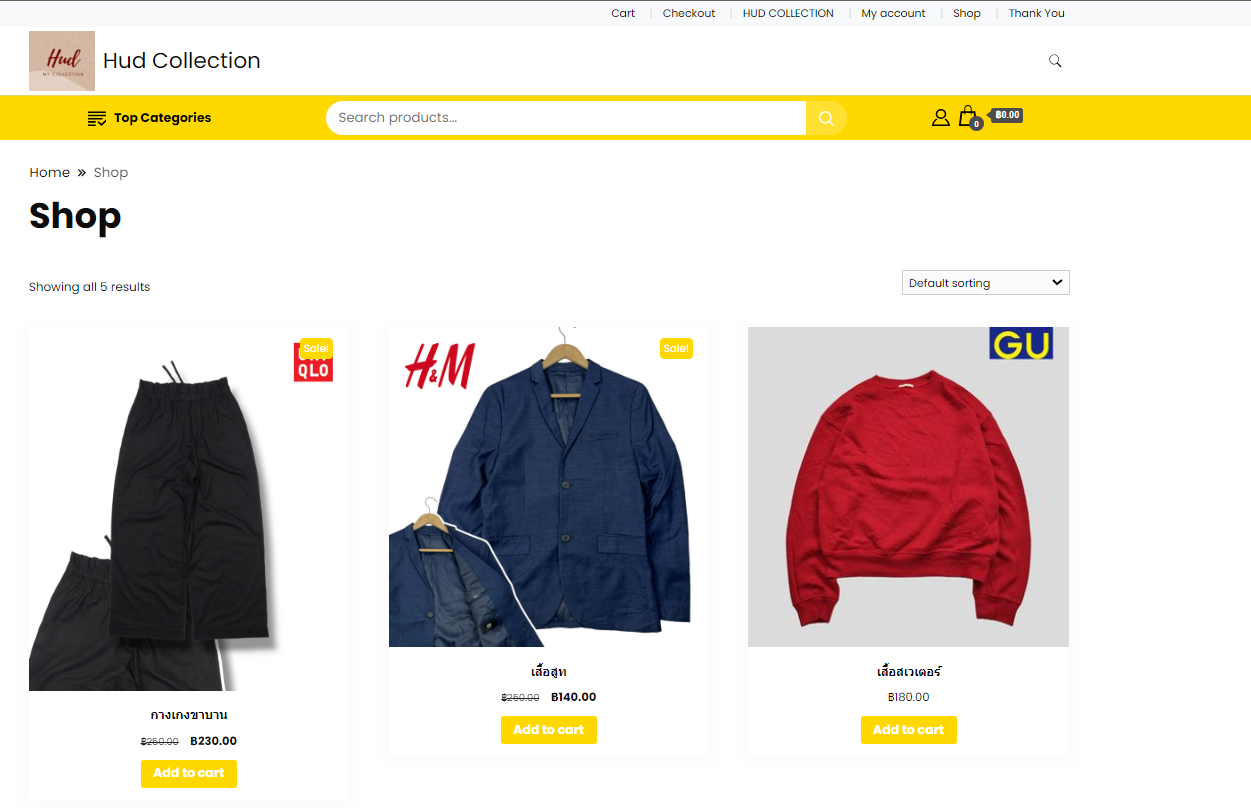 Cart
Checkout
HUD COLLECTION
My account
Shop
Thank You
Hud
MY COLLECTION
Hud Collection
Top Categories
Search products...
0
฿0.00
Home » Shop
Shop
Showing all 5 results
Default sorting
Sale!
QLO
H&M
Sale!
GU
กางเกงขาบาน
฿250.00 ฿230.00
Add to cart
เสื้อสูท
฿250.00 ฿140.00
Add to cart
เสื้อสเวตเตอร์
฿180.00
Add to cart